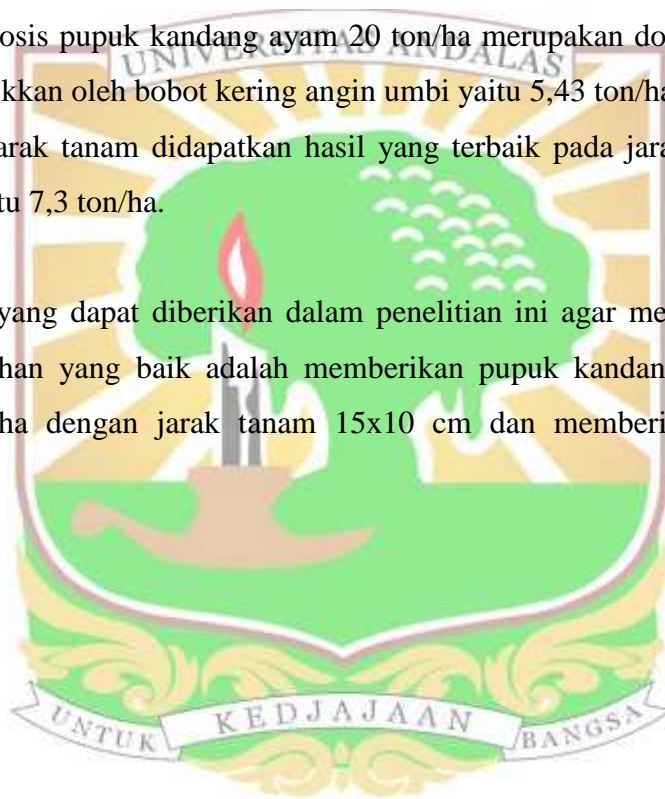 osis pupuk kandang ayam 20 ton/ha merupakan do
UNIVERSITAS ANDALAS
kkan oleh bobot kering angin umbi yaitu 5,43 ton/ha
arak tanam didapatkan hasil yang terbaik pada jara
tu 7,3 ton/ha.
yang dapat diberikan dalam penelitian ini agar me
han yang baik adalah memberikan pupuk kandan
ha dengan jarak tanam 15x10 cm dan memberi
UNTUK KEDJAJAAN BANGSA